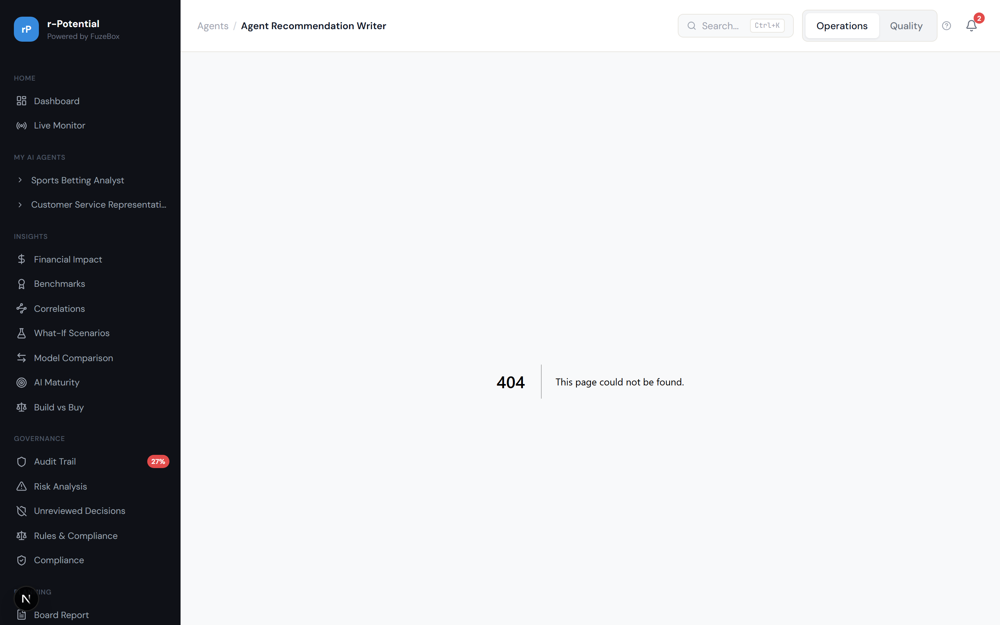 rP
r-Potential
Powered by FuzeBox
HOME
Dashboard
Live Monitor
MY AI AGENTS
Sports Betting Analyst
Customer Service Representati...
INSIGHTS
Financial Impact
Benchmarks
Correlations
What-If Scenarios
Model Comparison
AI Maturity
Build vs Buy
GOVERNANCE
Audit Trail 27%
Risk Analysis
Unreviewed Decisions
Rules & Compliance
Compliance
N
Board Report
Agents / Agent Recommendation Writer
Search... Ctrl+K
Operations Quality
2
404 This page could not be found.